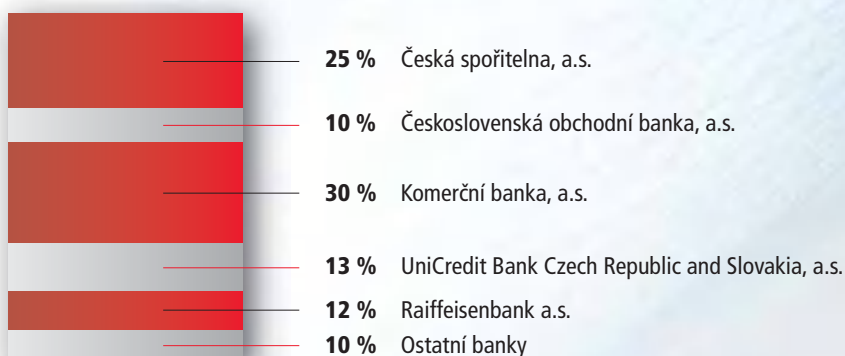 25 % Česká spořitelna, a.s.
10 % Československá obchodní banka, a.s.
30 % Komerční banka, a.s.
13 % UniCredit Bank Czech Republic and Slovakia, a.s.
12 % Raiffeisenbank a.s.
10 % Ostatní banky